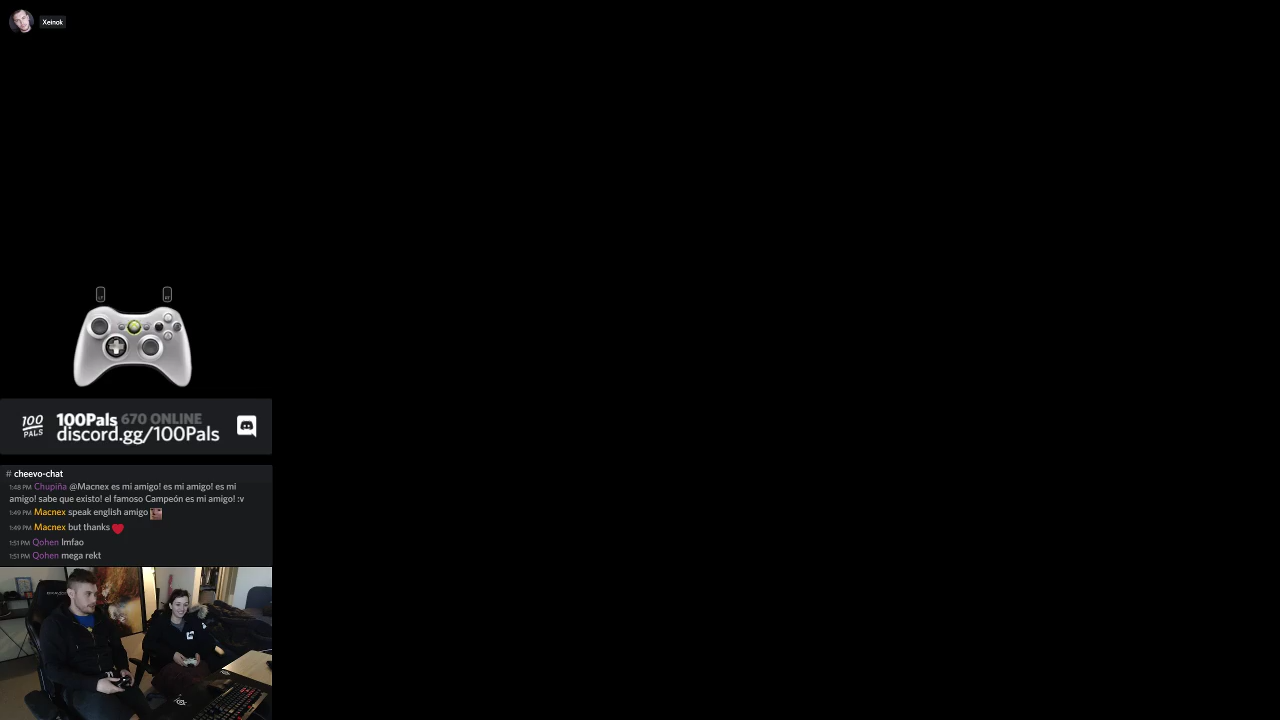 Xeinok
100
PALS
100Pals 670 ONLINE
discord.gg/100Pals
# cheevo-chat
1:48 PM Chupiña @Macnex es mi amigo! es mi amigo! es mi
amigo! sabe que existo! el famoso Campeón es mi amigo! :v
1:49 PM Macnex speak english amigo
1:49 PM Macnex but thanks
1:51 PM Qohen lmfao
1:51 PM Qohen mega rekt